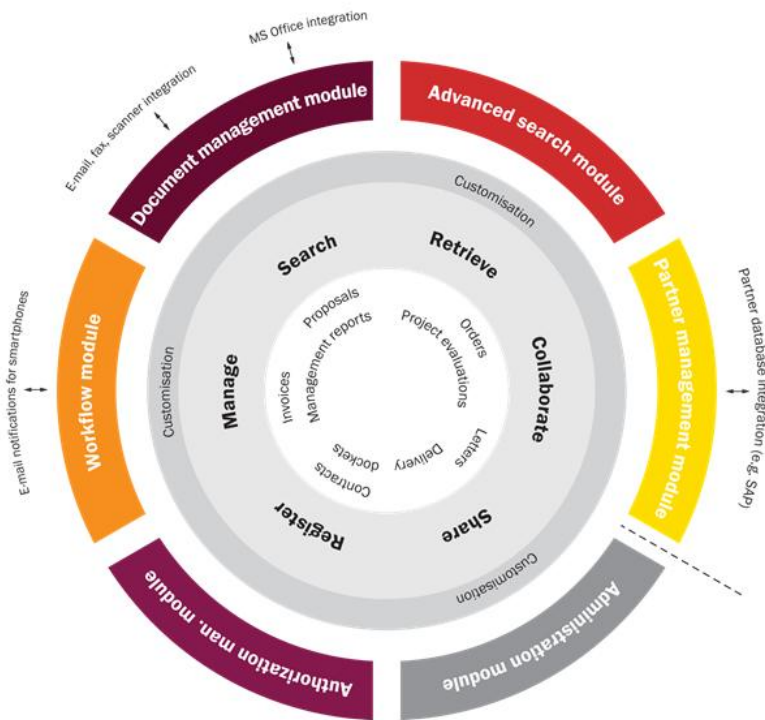 MS Office integration
E-mail, fax, scanner integration
Document management module
Advanced search module
Partner management module
Partner database integration (e.g. SAP)
Administration module
Authorization man. module
Workflow module
E-mail notifications for smartphones
Customisation
Customisation
Customisation
Search
Retrieve
Collaborate
Share
Register
Manage
Proposals
Management reports
Invoices
Orders
Project evaluations
Letters
Delivery
dockets
Contracts